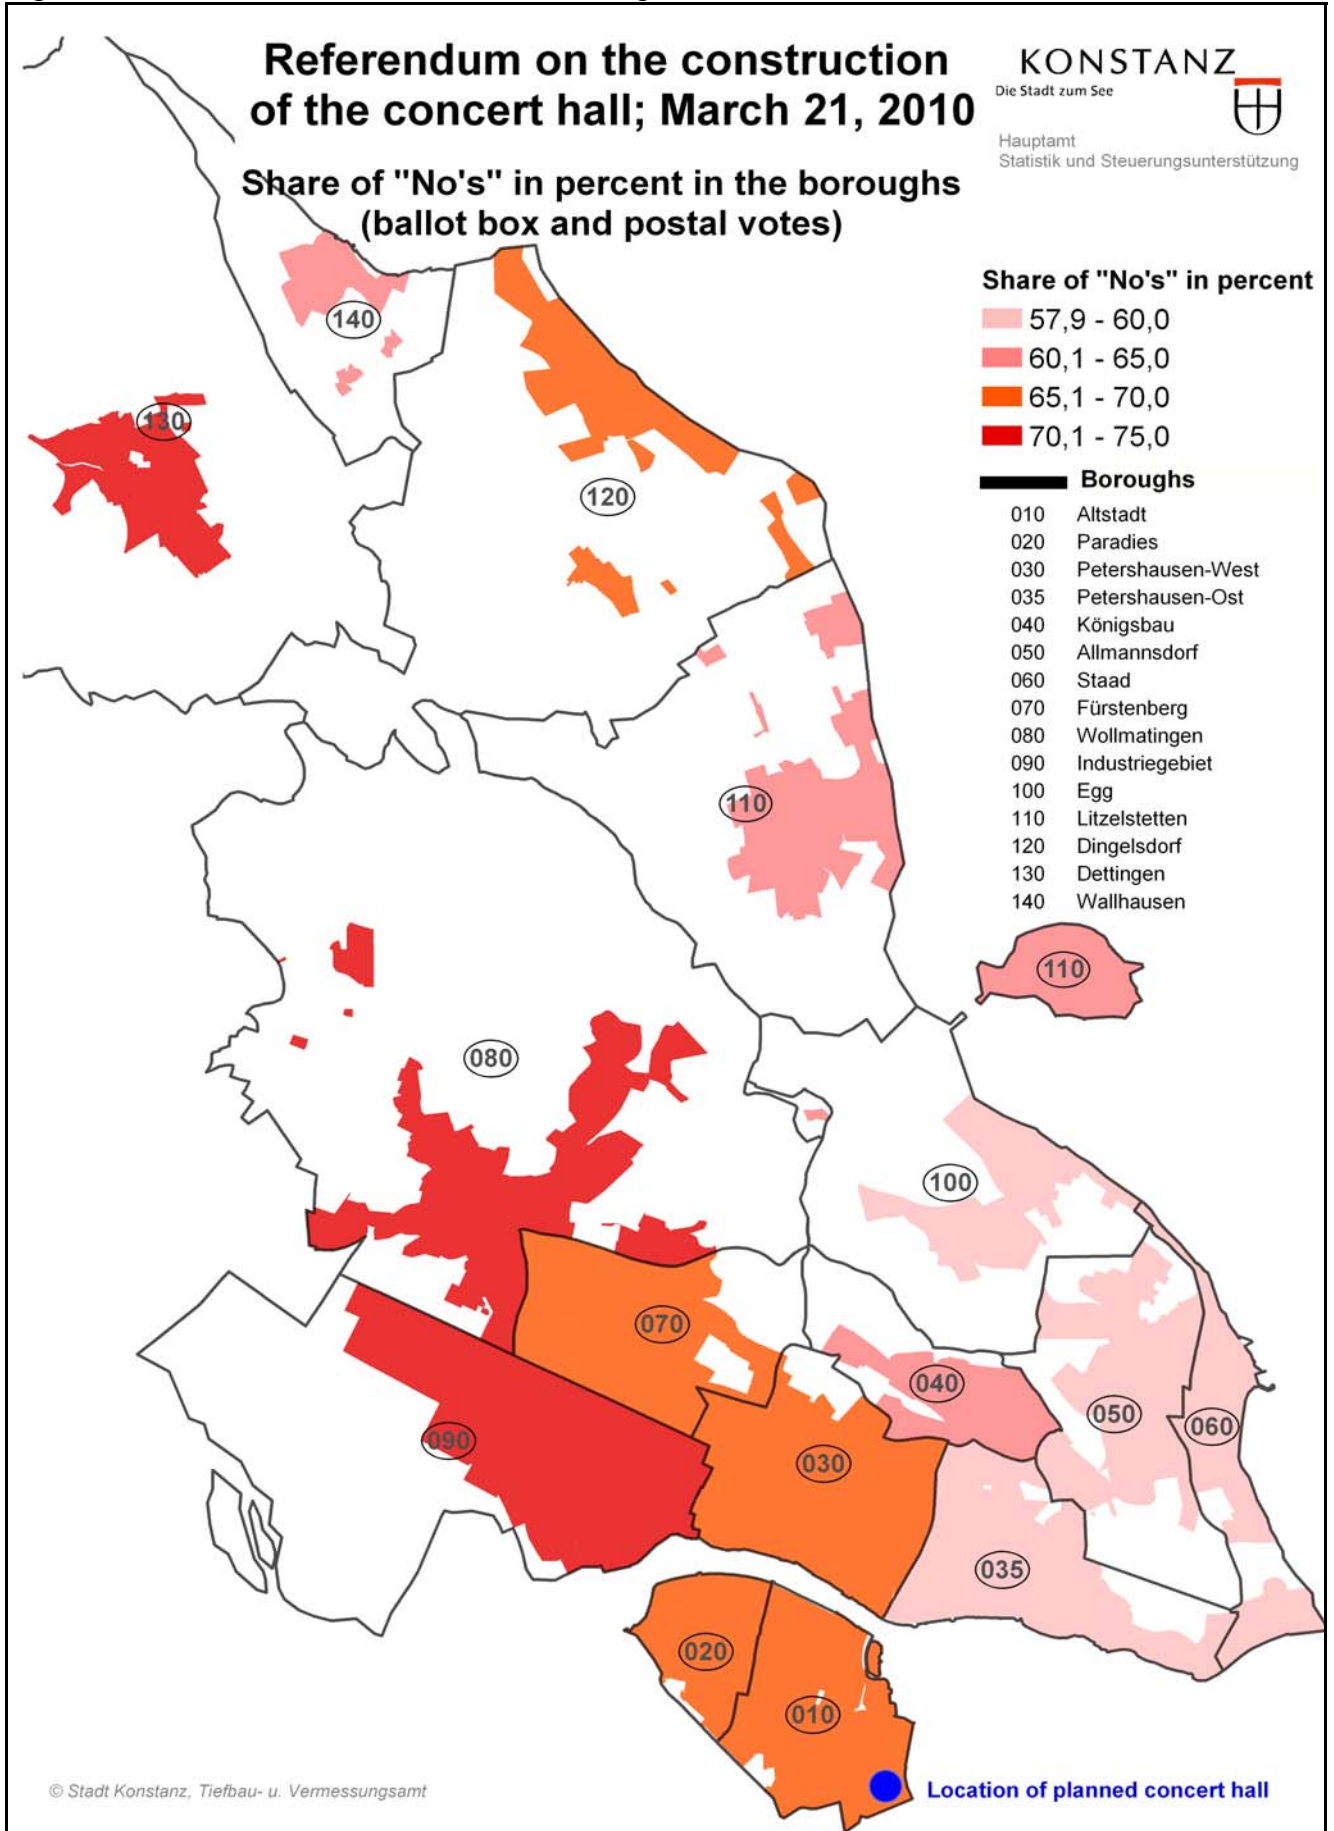 Referendum on the construction
of the concert hall; March 21, 2010
Share of "No's" in percent in the boroughs
(ballot box and postal votes)
KONSTANZ
Die Stadt zum See
Hauptamt
Statistik und Steuerungsunterstützung
Share of "No's" in percent
57,9 - 60,0
60,1 - 65,0
65,1 - 70,0
70,1 - 75,0
Boroughs
010 Altstadt
020 Paradies
030 Petershausen-West
035 Petershausen-Ost
040 Königsbau
050 Allmannsdorf
060 Staad
070 Fürstenberg
080 Wollmatingen
090 Industriegebiet
100 Egg
110 Litzelstetten
120 Dingelsdorf
130 Dettingen
140 Wallhausen
140
130
120
110
110
080
100
070
040
050
060
090
030
035
020
010
Location of planned concert hall
© Stadt Konstanz, Tiefbau- u. Vermessungsamt